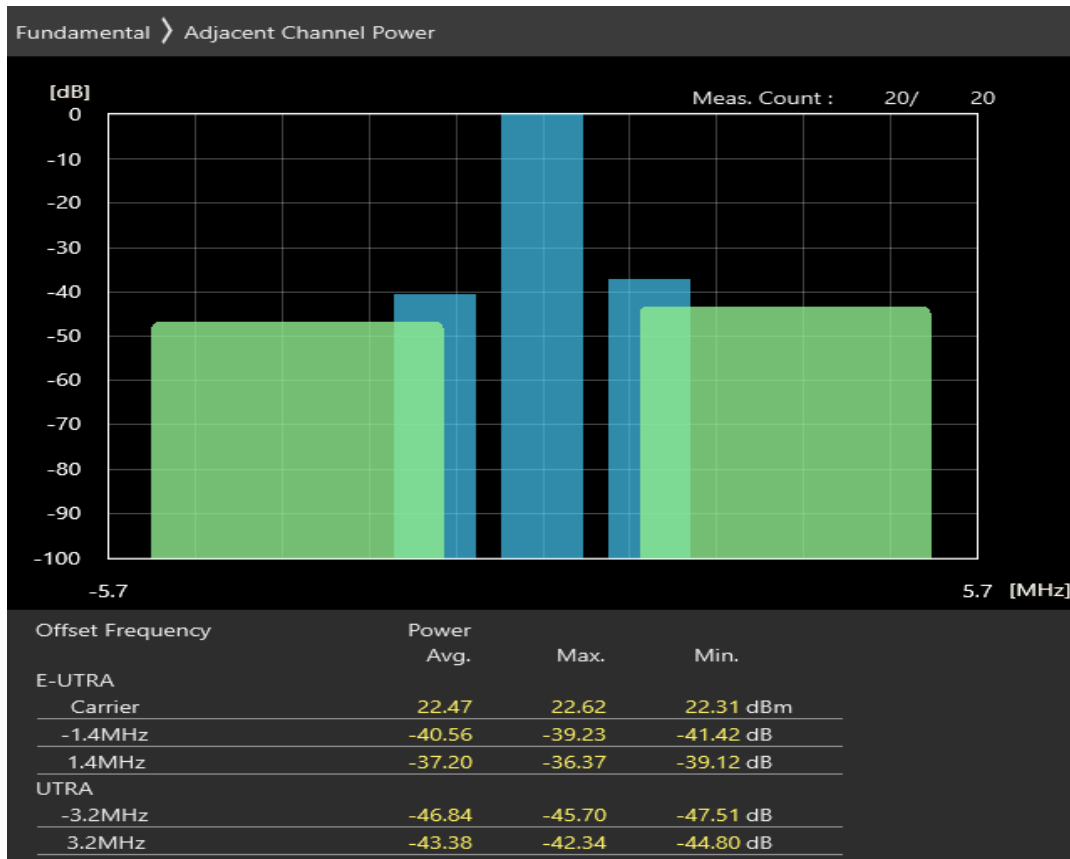 Fundamental 〉 Adjacent Channel Power
[dB]
Meas. Count : 20/ 20
0
-10
-20
-30
-40
-50
-60
-70
-80
-90
-100
-5.7 5.7 [MHz]
Offset Frequency Power
Avg. Max. Min.
E-UTRA
Carrier 22.47 22.62 22.31 dBm
-1.4MHz -40.56 -39.23 -41.42 dB
1.4MHz -37.20 -36.37 -39.12 dB
UTRA
-3.2MHz -46.84 -45.70 -47.51 dB
3.2MHz -43.38 -42.34 -44.80 dB